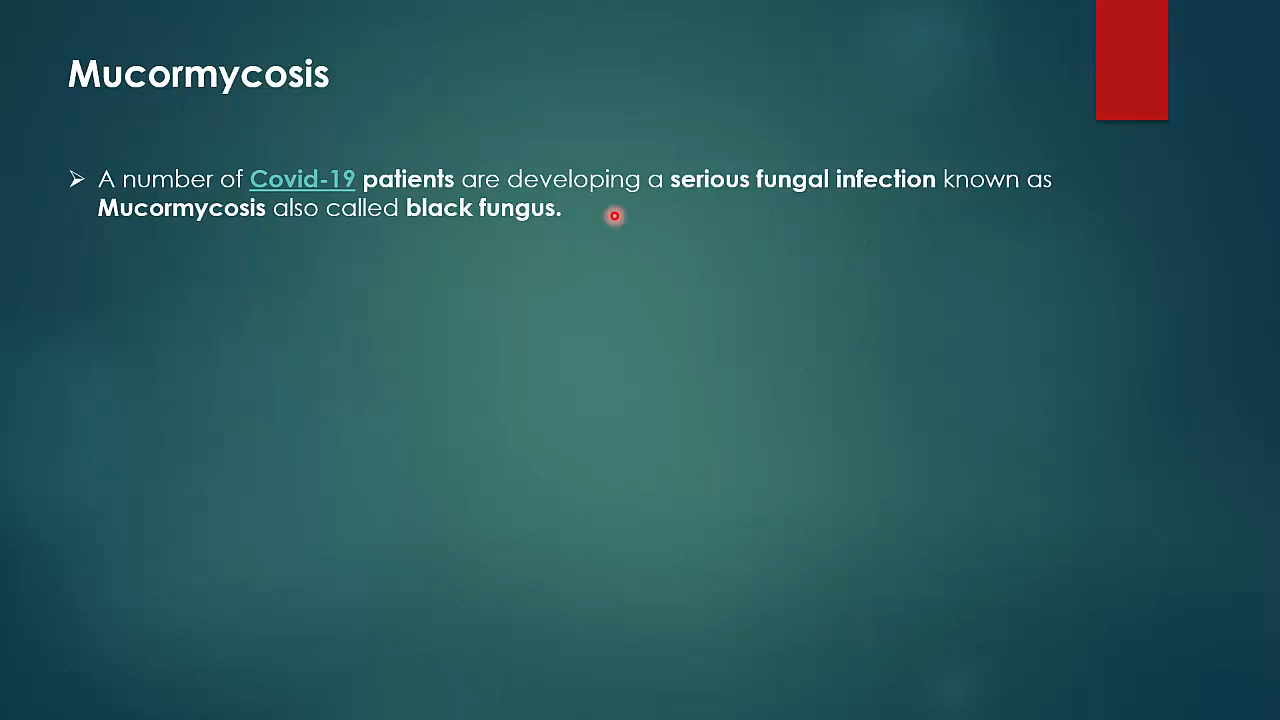 Mucormycosis
A number of Covid-19 patients are developing a serious fungal infection known as
Mucormycosis also called black fungus.